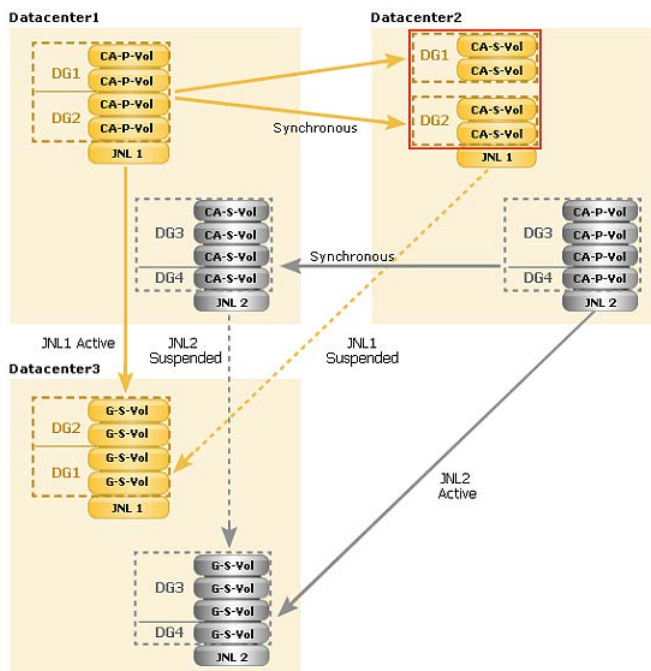 Datacenter1
Datacenter2
DG1
CA-P-Vol
CA-P-Vol
DG2
CA-P-Vol
CA-P-Vol
JNL 1
DG1
CA-S-Vol
CA-S-Vol
DG2
CA-S-Vol
CA-S-Vol
JNL 1
Synchronous
DG3
CA-S-Vol
CA-S-Vol
CA-S-Vol
DG4
CA-S-Vol
JNL 2
Synchronous
DG3
CA-P-Vol
CA-P-Vol
CA-P-Vol
DG4
CA-P-Vol
JNL 2
JNL1 Active
JNL2
Suspended
JNL1
Suspended
Datacenter3
DG2
G-S-Vol
G-S-Vol
DG1
G-S-Vol
G-S-Vol
JNL 1
JNL2
Active
DG3
G-S-Vol
G-S-Vol
G-S-Vol
DG4
G-S-Vol
JNL 2